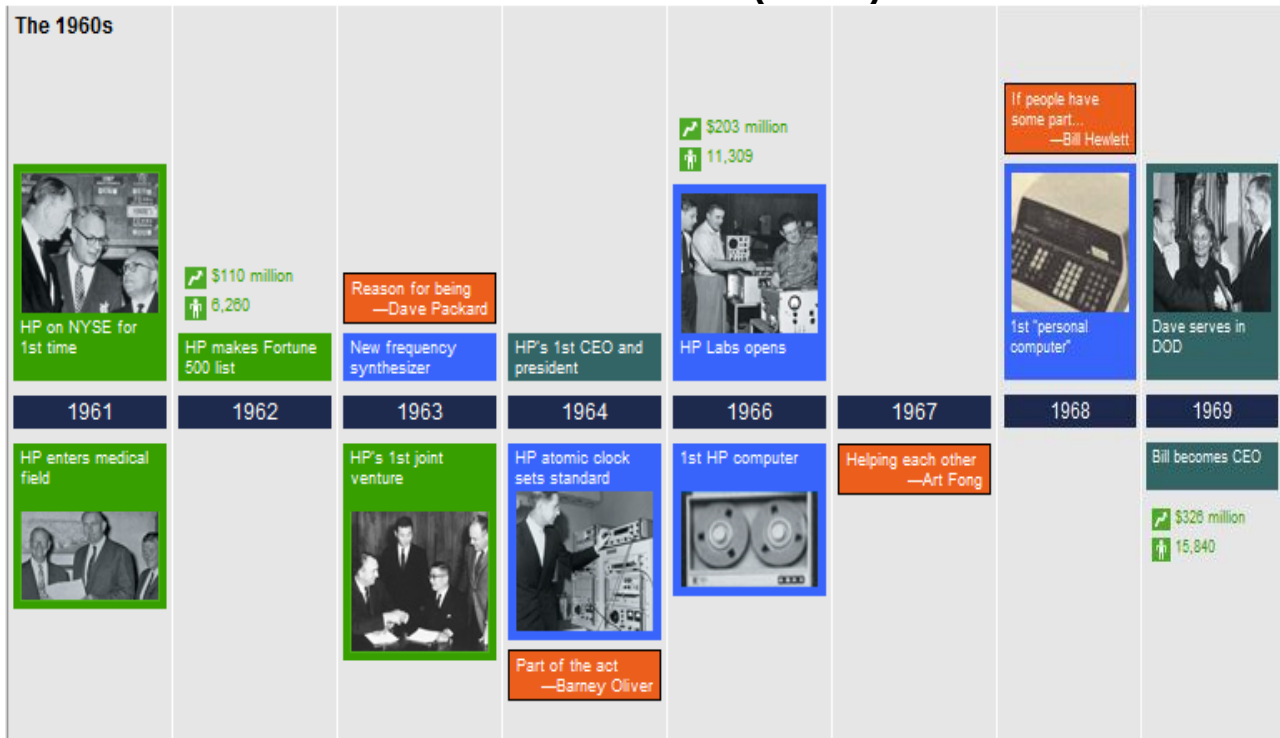 The 1960s
HP on NYSE for
1st time
1961
HP enters medical
field
$110 million
6,260
HP makes Fortune
500 list
1962
Reason for being
—Dave Packard
New frequency
synthesizer
1963
HP's 1st joint
venture
HP's 1st CEO and
president
1964
HP atomic clock
sets standard
Part of the act
—Barney Oliver
$203 million
11,309
HP Labs opens
1966
1st HP computer
1967
Helping each other
—Art Fong
If people have
some part...
—Bill Hewlett
1st "personal
computer"
1968
Dave serves in
DOD
1969
Bill becomes CEO
$326 million
15,840